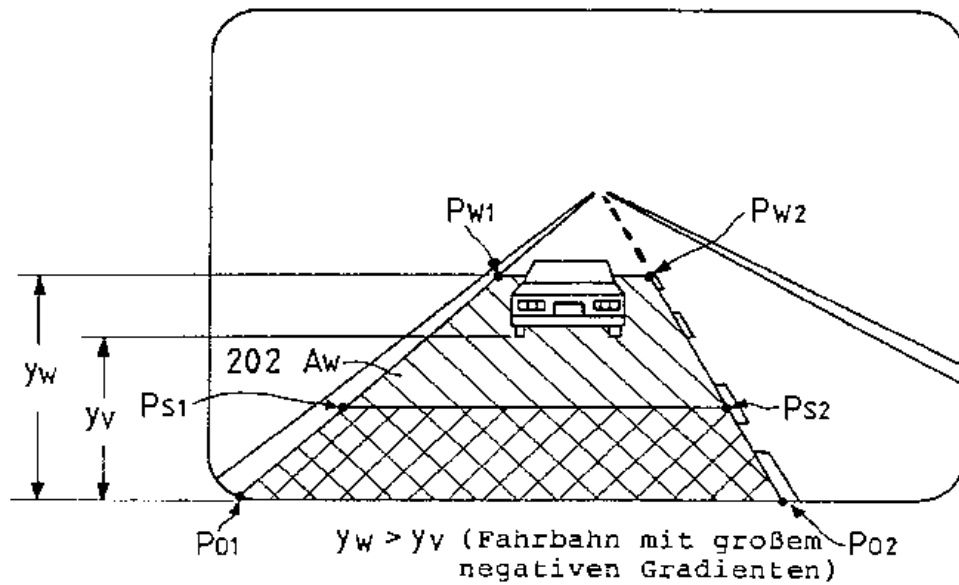 PW1
PW2
yW
yV
202 AW
PS1
PS2
P01
P02
yW > yV (Fahrbahn mit großem
negativen Gradienten)